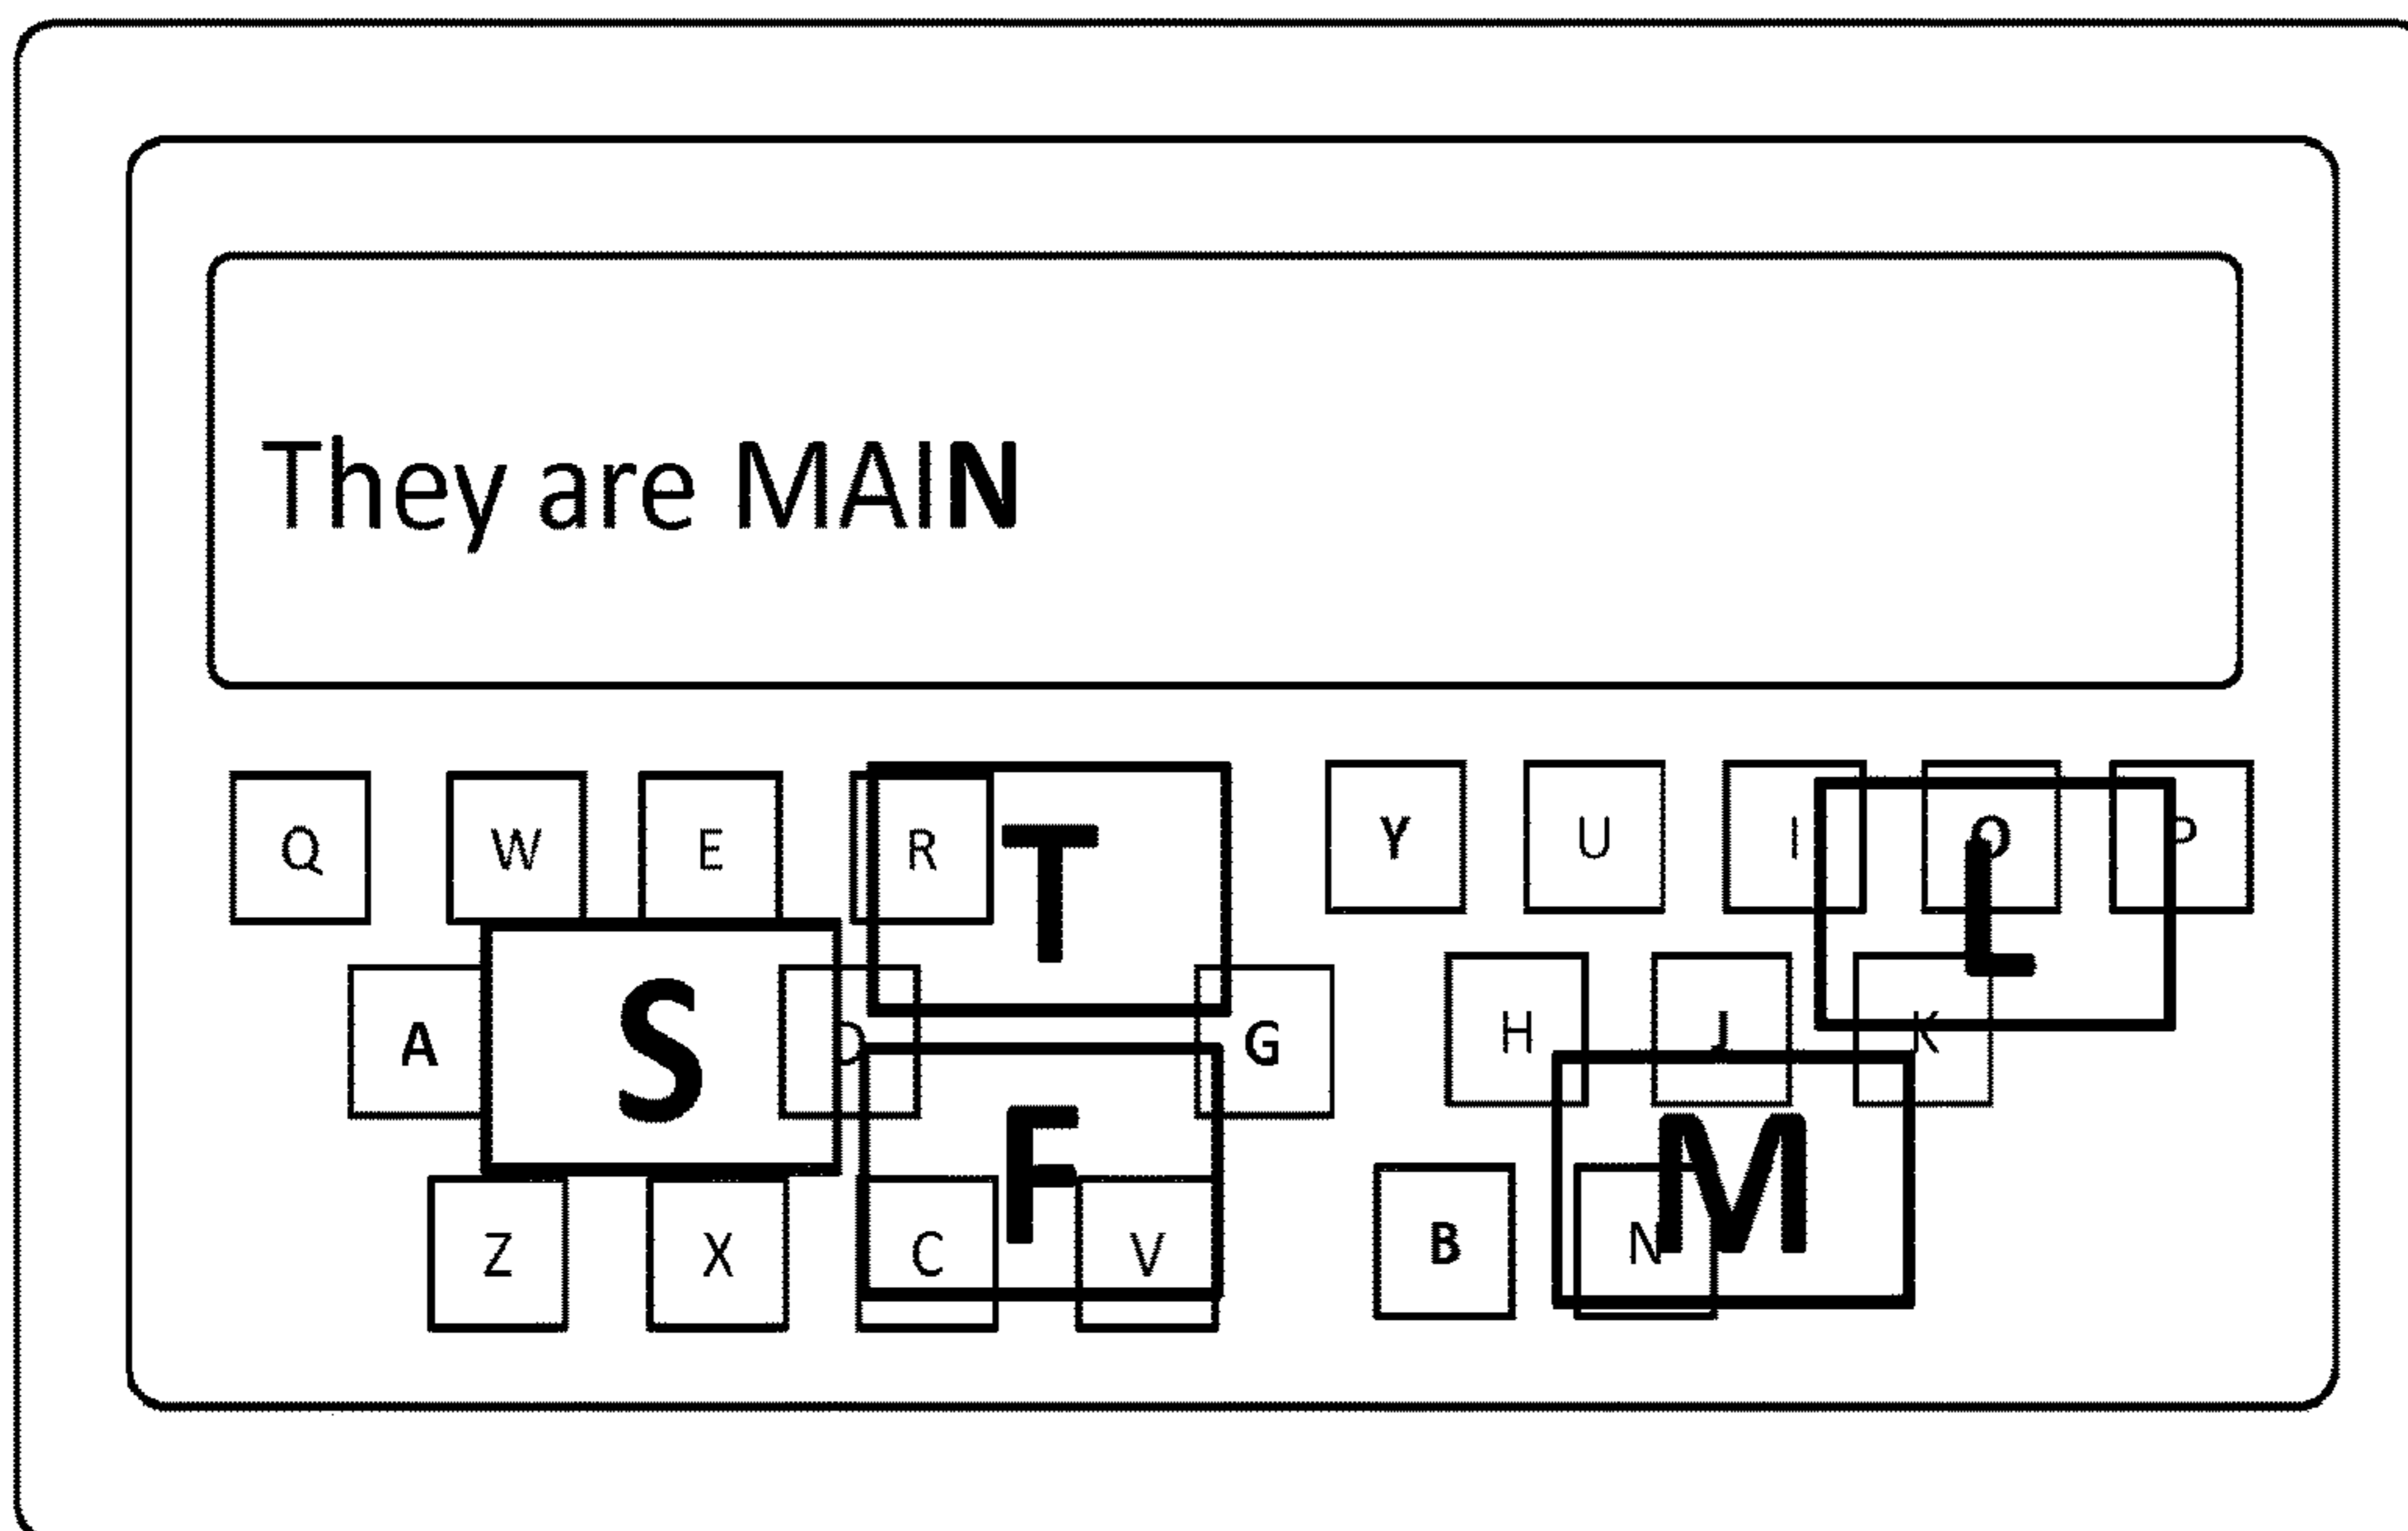 They are MAIN
Q W E R T Y U I O P
A S D F G H J K L
Z X C V B N M